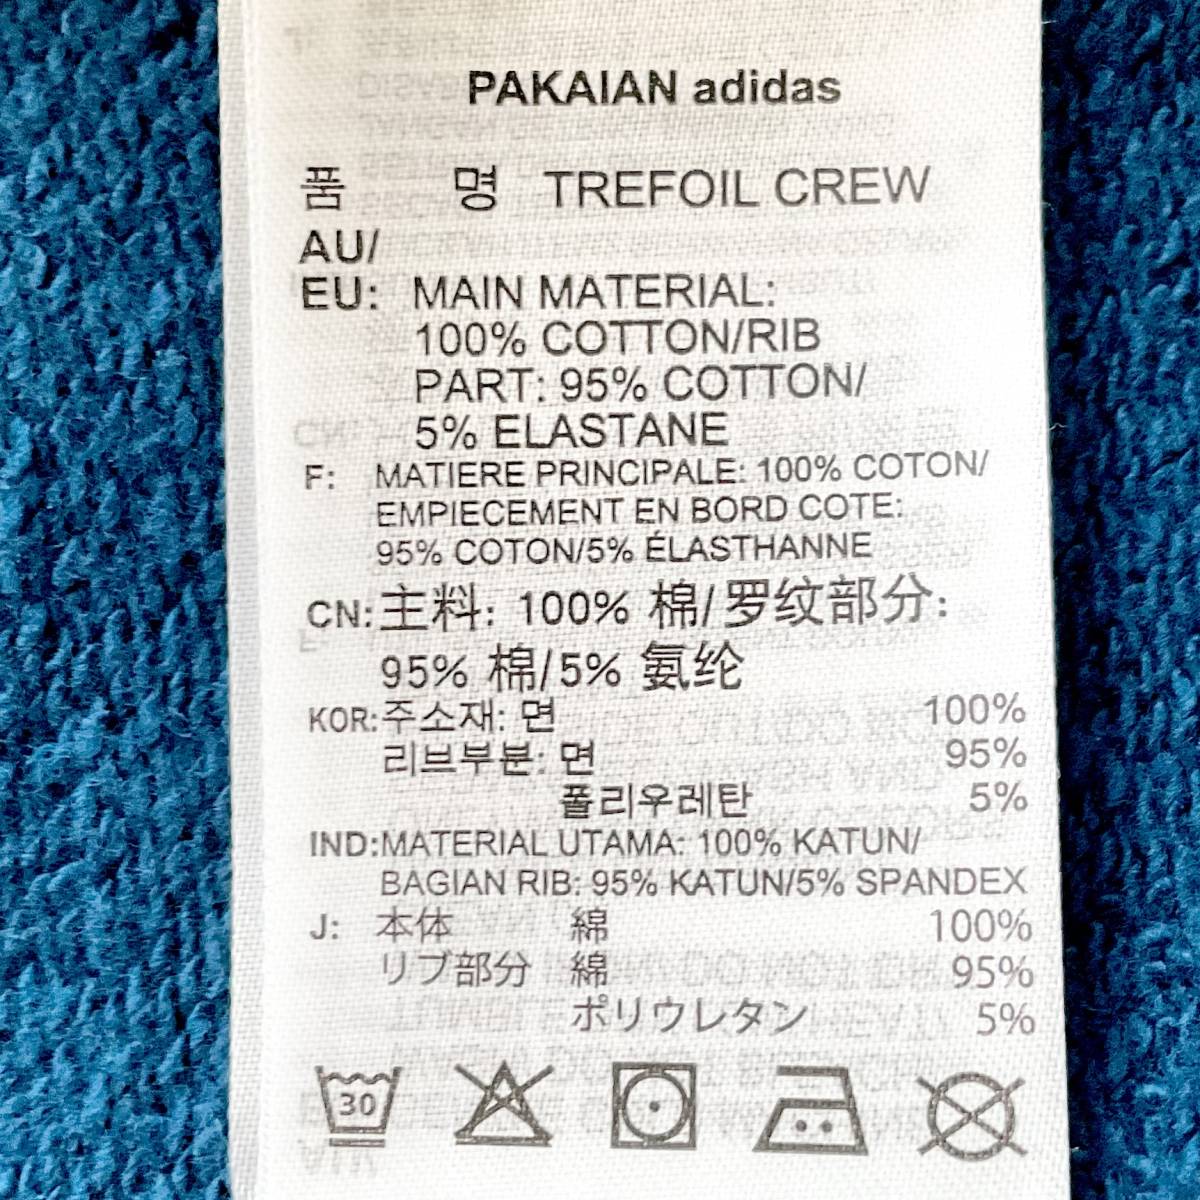 PAKAIAN adidas
품 명 TREFOIL CREW
AU/
EU: MAIN MATERIAL:
100% COTTON/RIB
PART: 95% COTTON/
5% ELASTANE
F: MATIERE PRINCIPALE: 100% COTON/
EMPIECEMENT EN BORD COTE:
95% COTON/5% ÉLASTHANNE
CN: 主料: 100% 棉/罗纹部分:
95% 棉/5% 氨纶
KOR: 주소재: 면 100%
리브부분: 면 95%
폴리우레탄 5%
IND: MATERIAL UTAMA: 100% KATUN/
BAGIAN RIB: 95% KATUN/5% SPANDEX
J: 本体 綿 100%
リブ部分 綿 95%
ポリウレタン 5%
30